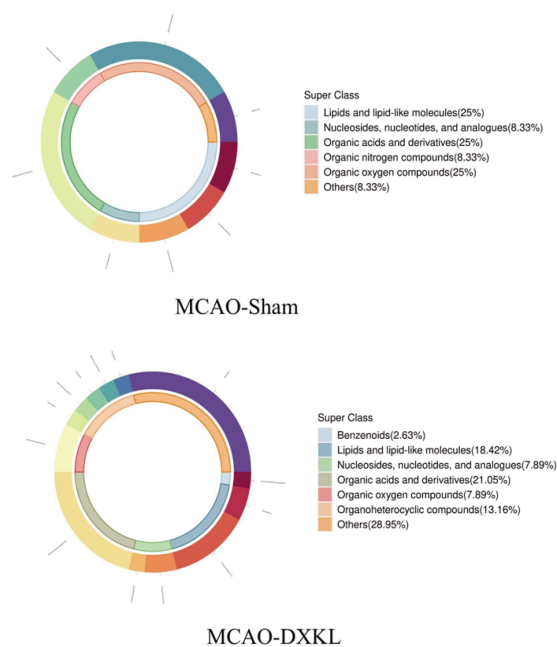 Super Class
Lipids and lipid-like molecules(25%)
Nucleosides, nucleotides, and analogues(8.33%)
Organic acids and derivatives(25%)
Organic nitrogen compounds(8.33%)
Organic oxygen compounds(25%)
Others(8.33%)
MCAO-Sham
Super Class
Benzenoids(2.63%)
Lipids and lipid-like molecules(18.42%)
Nucleosides, nucleotides, and analogues(7.89%)
Organic acids and derivatives(21.05%)
Organic oxygen compounds(7.89%)
Organoheterocyclic compounds(13.16%)
Others(28.95%)
MCAO-DXKL